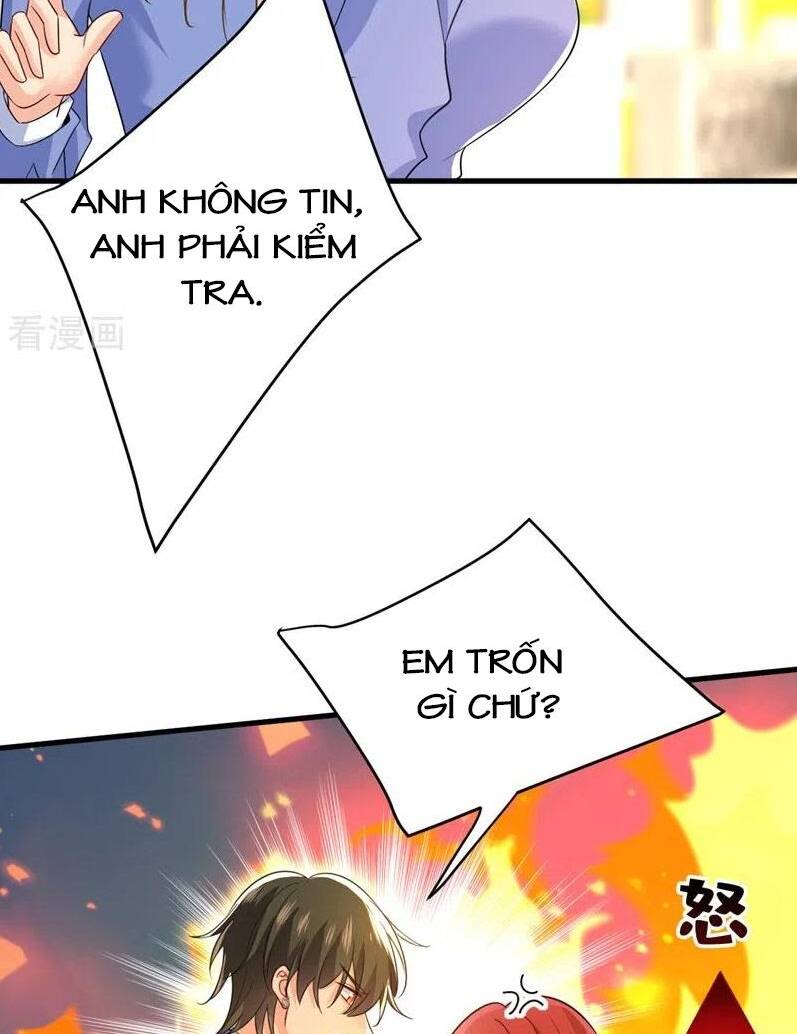 ANH KHÔNG TIN,
ANH PHẢI KIỂM
TRA.
看漫画
EM TRỐN
GÌ CHỨ?
怒